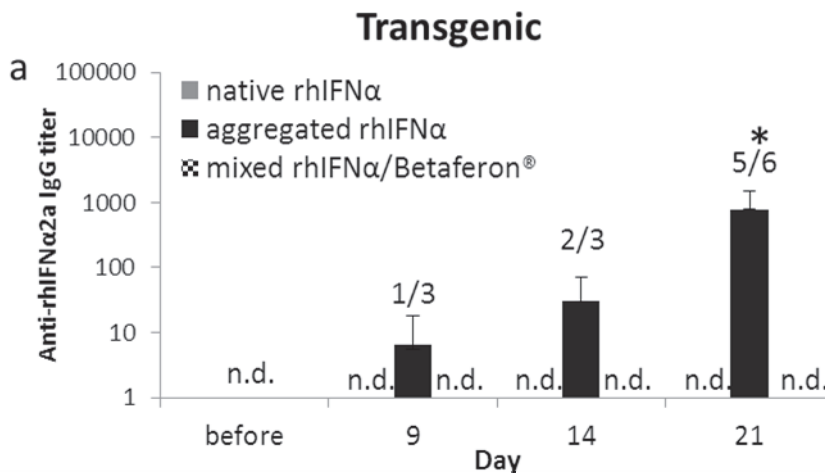 Transgenic
a
100000
10000
1000
100
10
1
Anti-rhIFNα2a IgG titer
native rhIFNα
aggregated rhIFNα
mixed rhIFNα/Betaferon®
*
5/6
2/3
1/3
n.d.
n.d. n.d. n.d. n.d. n.d. n.d.
before 9 14 21
Day